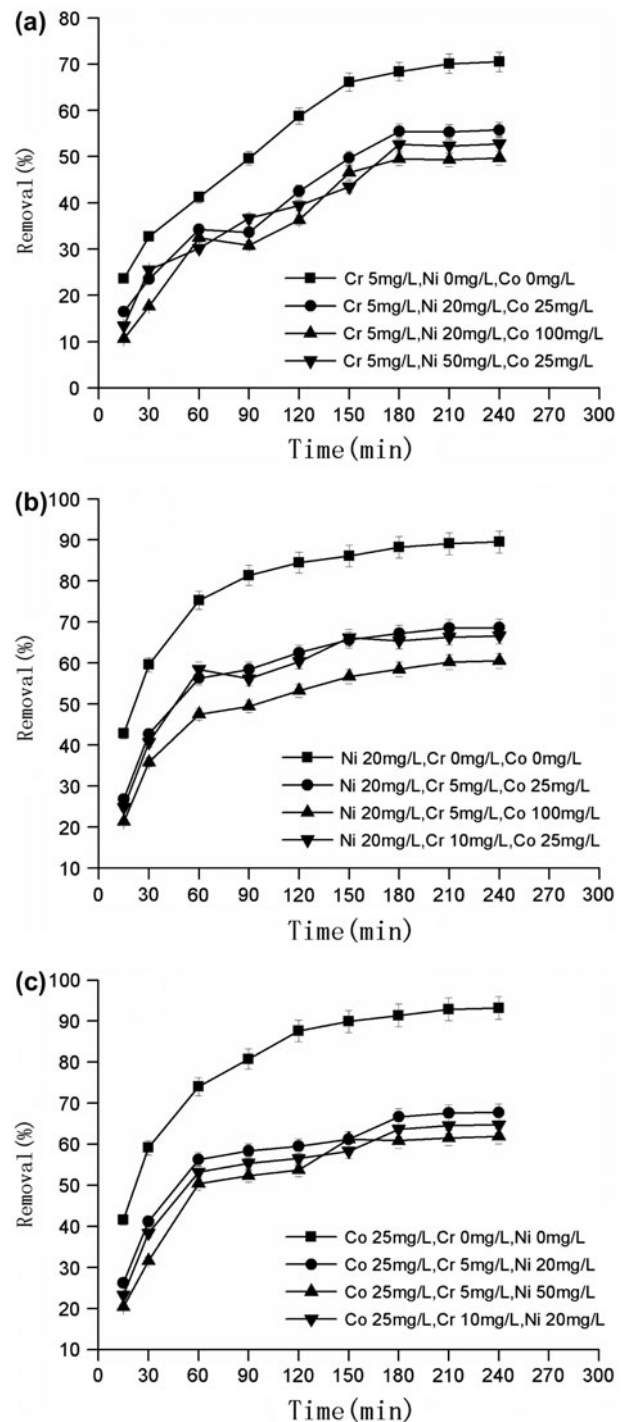 (a)
80
70
60
50
40
30
20
10
0
Removal(%)
Cr 5mg/L,Ni 0mg/L,Co 0mg/L
Cr 5mg/L,Ni 20mg/L,Co 25mg/L
Cr 5mg/L,Ni 20mg/L,Co 100mg/L
Cr 5mg/L,Ni 50mg/L,Co 25mg/L
0 30 60 90 120 150 180 210 240 270 300
Time(min)
(b)
100
90
80
70
60
50
40
30
20
10
Removal(%)
Ni 20mg/L,Cr 0mg/L,Co 0mg/L
Ni 20mg/L,Cr 5mg/L,Co 25mg/L
Ni 20mg/L,Cr 5mg/L,Co 100mg/L
Ni 20mg/L,Cr 10mg/L,Co 25mg/L
0 30 60 90 120 150 180 210 240 270 300
Time(min)
(c)
100
90
80
70
60
50
40
30
20
10
Removal(%)
Co 25mg/L,Cr 0mg/L,Ni 0mg/L
Co 25mg/L,Cr 5mg/L,Ni 20mg/L
Co 25mg/L,Cr 5mg/L,Ni 50mg/L
Co 25mg/L,Cr 10mg/L,Ni 20mg/L
0 30 60 90 120 150 180 210 240 270 300
Time(min)